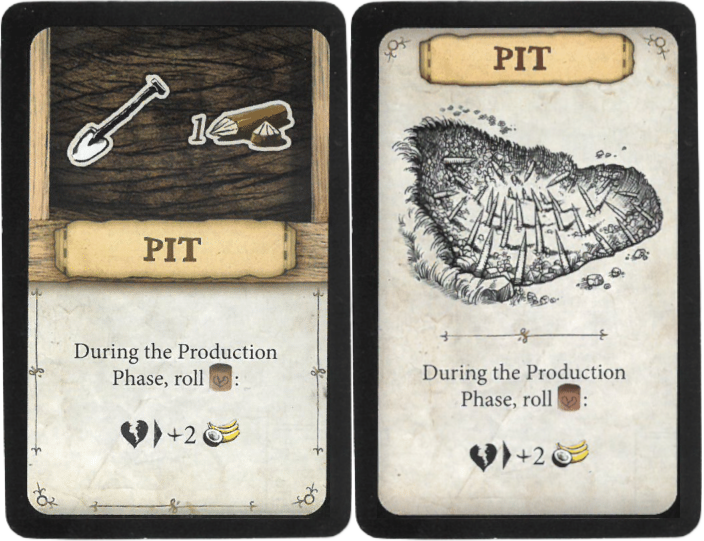 1
PIT
During the Production
Phase, roll :
+2
PIT
During the Production
Phase, roll :
+2